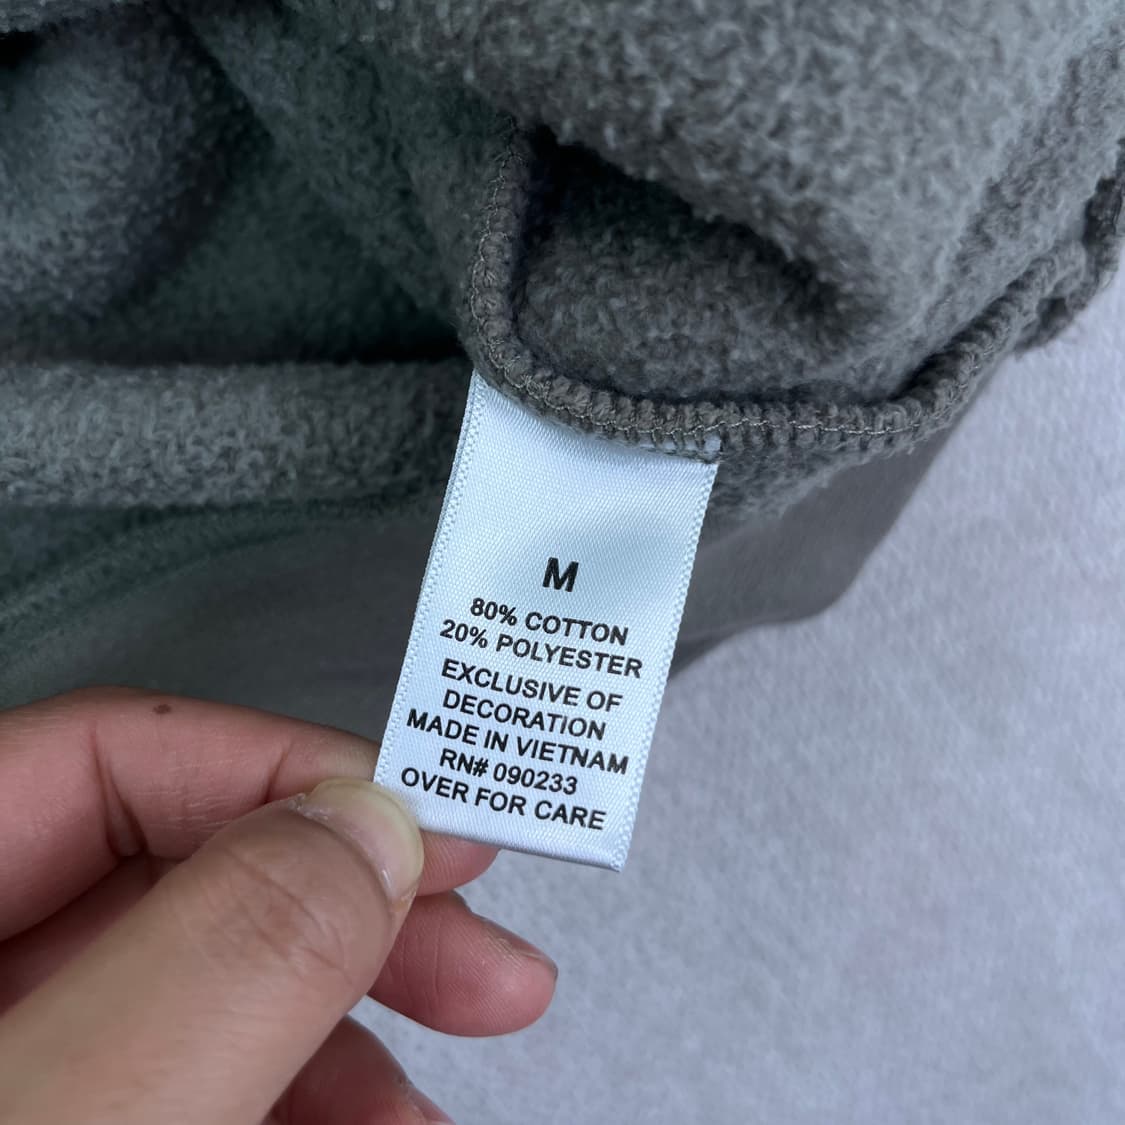 M
80% COTTON
20% POLYESTER
EXCLUSIVE OF
DECORATION
MADE IN VIETNAM
RN# 090233
OVER FOR CARE